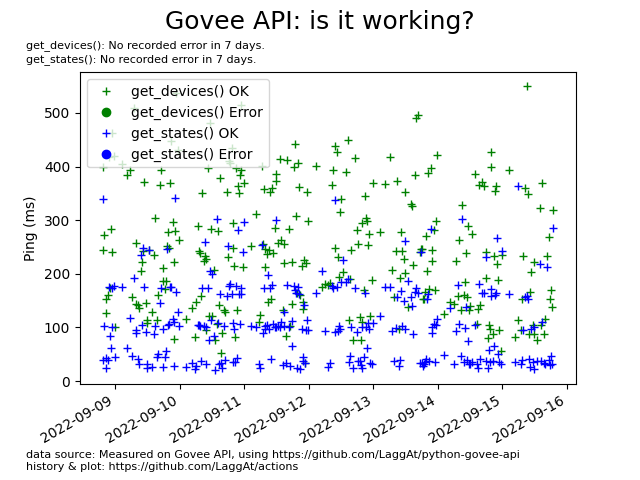 Govee API: is it working?
get_devices(): No recorded error in 7 days.
get_states(): No recorded error in 7 days.
get_devices() OK
get_devices() Error
get_states() OK
get_states() Error
Ping (ms)
500
400
300
200
100
0
2022-09-09
2022-09-10
2022-09-11
2022-09-12
2022-09-13
2022-09-14
2022-09-15
2022-09-16
data source: Measured on Govee API, using https://github.com/LaggAt/python-govee-api
history & plot: https://github.com/LaggAt/actions